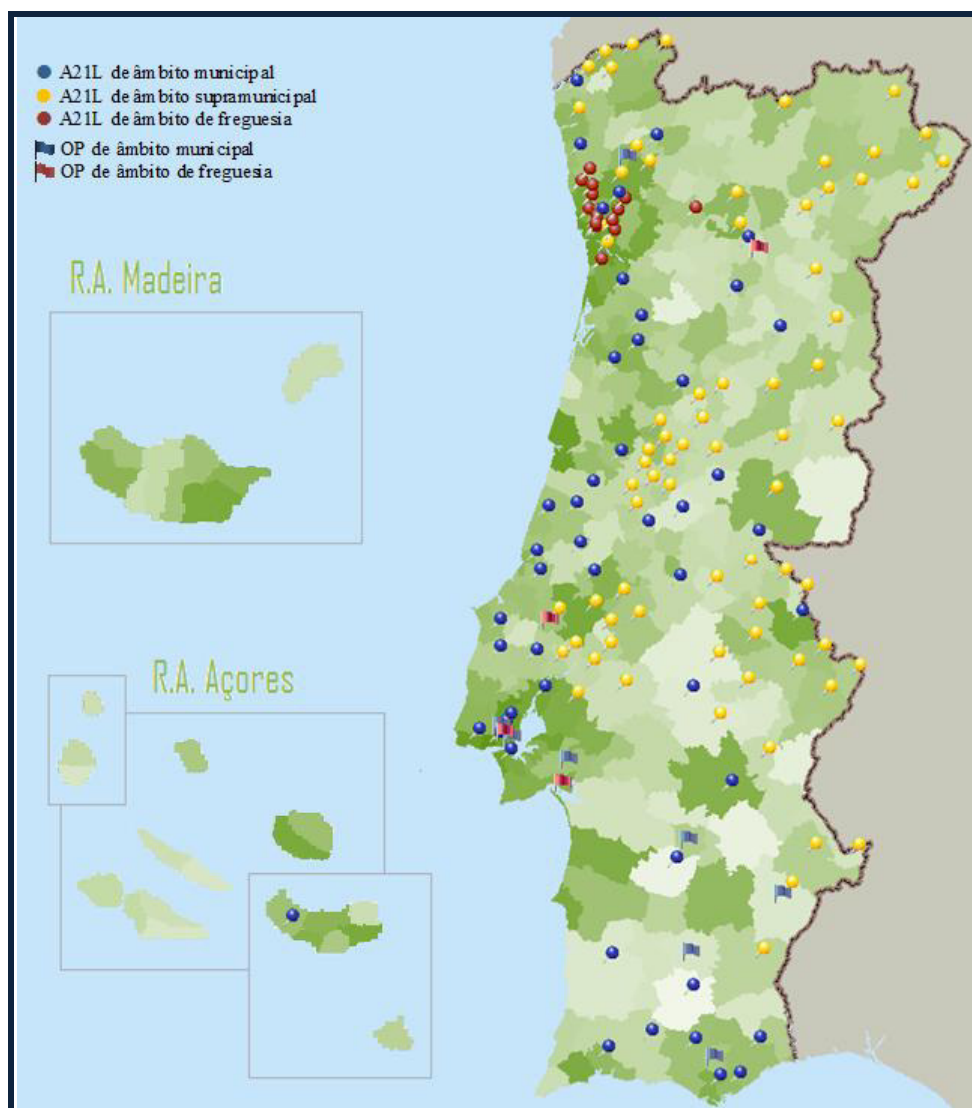 A21L de âmbito municipal
A21L de âmbito supramunicipal
A21L de âmbito de freguesia
OP de âmbito municipal
OP de âmbito de freguesia
R.A. Madeira
R.A. Açores